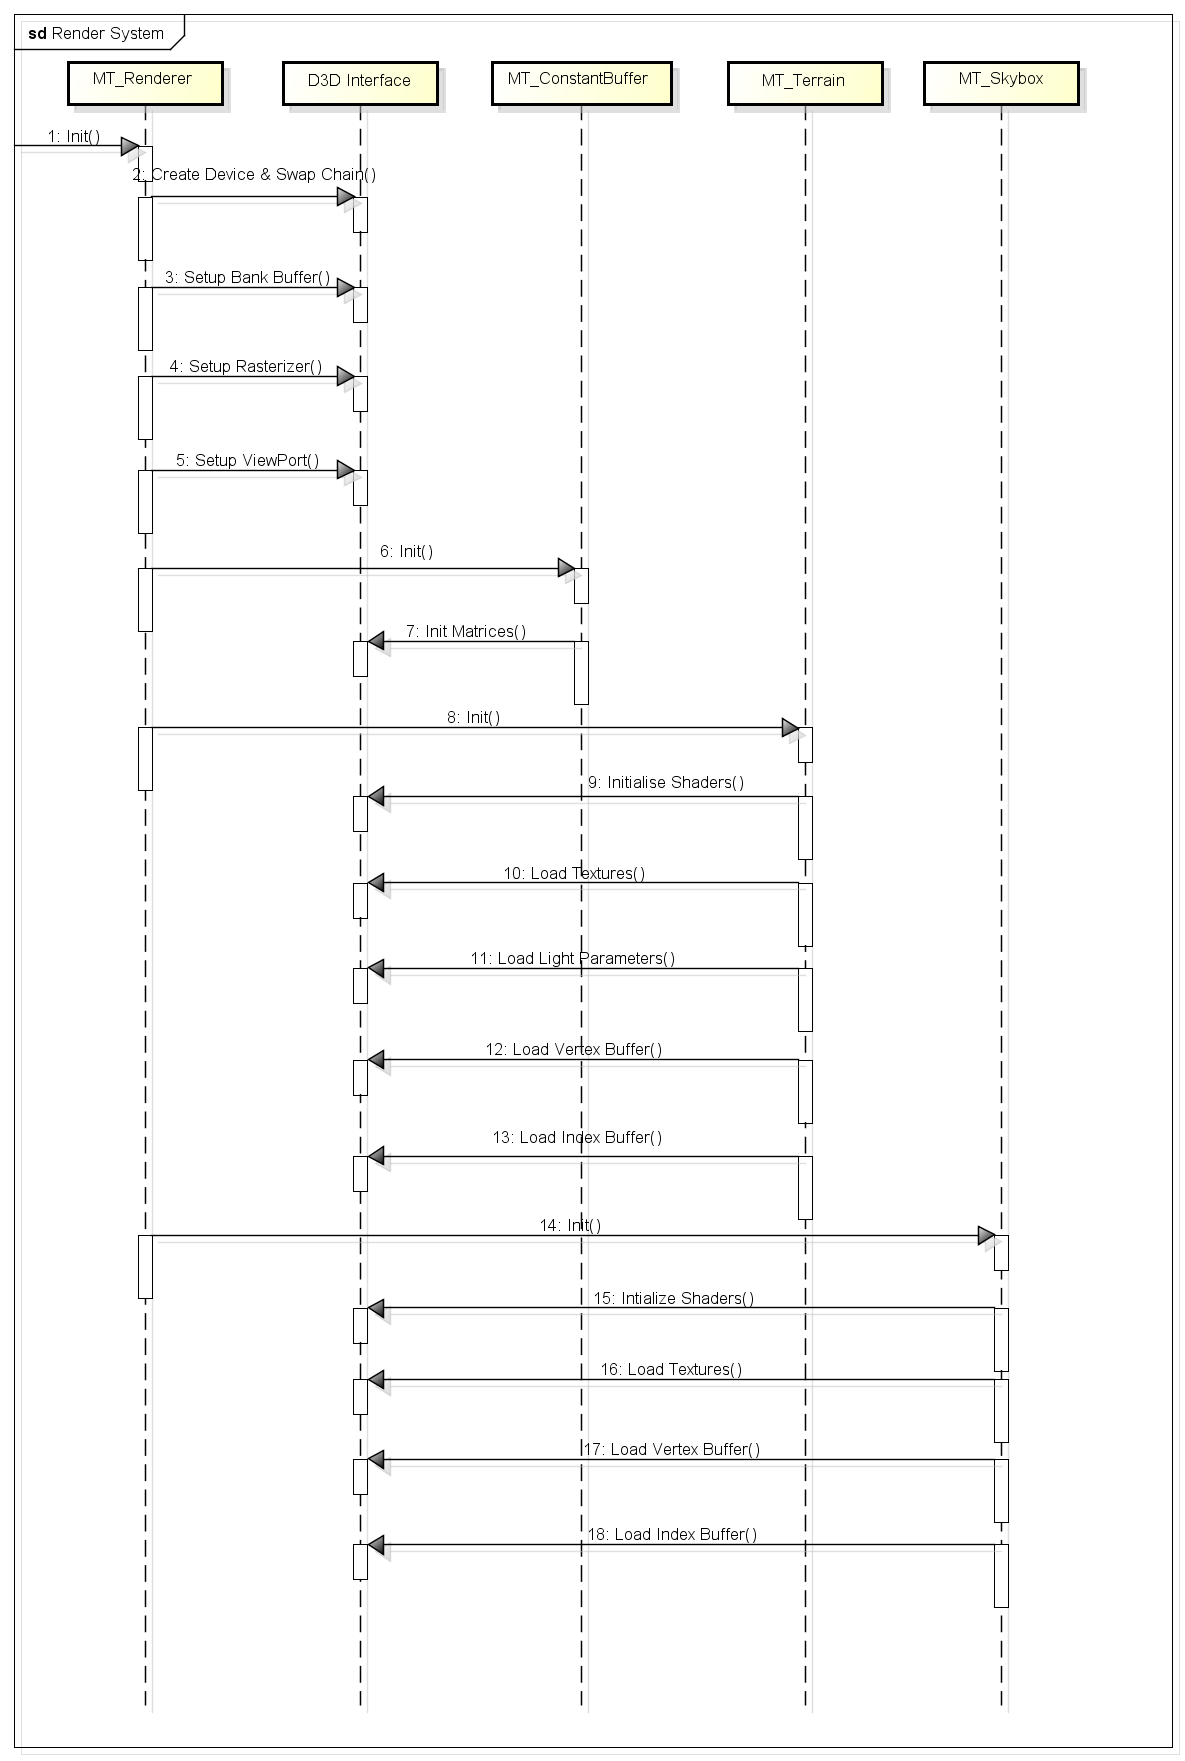 sd Render System
MT_Renderer
D3D Interface
MT_ConstantBuffer
MT_Terrain
MT_Skybox
1: Init()
2: Create Device & Swap Chain()
3: Setup Bank Buffer()
4: Setup Rasterizer()
5: Setup ViewPort()
6: Init()
7: Init Matrices()
8: Init()
9: Initialise Shaders()
10: Load Textures()
11: Load Light Parameters()
12: Load Vertex Buffer()
13: Load Index Buffer()
14: Init()
15: Intialize Shaders()
16: Load Textures()
17: Load Vertex Buffer()
18: Load Index Buffer()